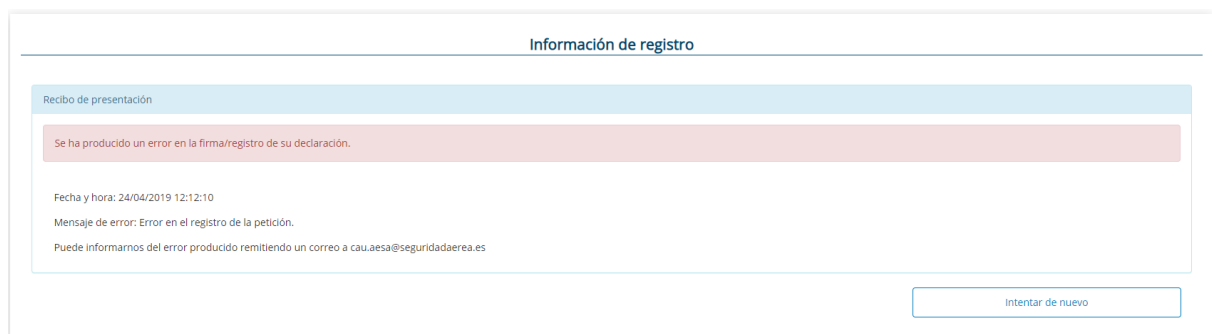 Información de registro
Recibo de presentación
Se ha producido un error en la firma/registro de su declaración.
Fecha y hora: 24/04/2019 12:12:10
Mensaje de error: Error en el registro de la petición.
Puede informarnos del error producido remitiendo un correo a cau.aesa@seguridadaerea.es
Intentar de nuevo